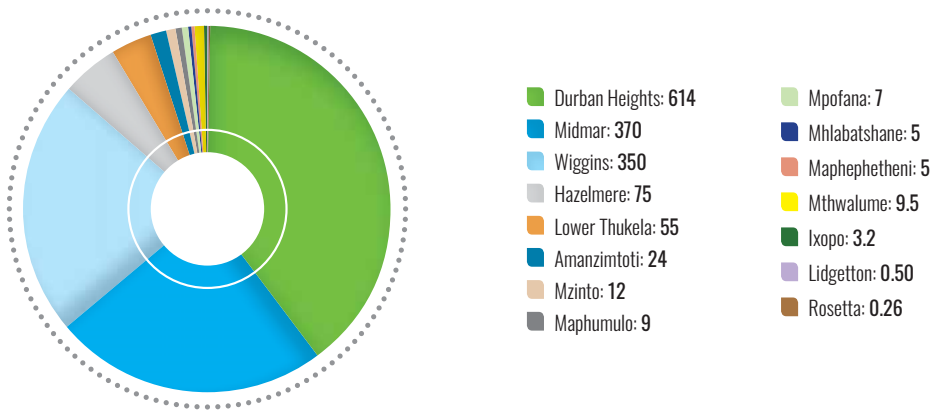 Durban Heights: 614
Midmar: 370
Wiggins: 350
Hazelmere: 75
Lower Thukela: 55
Amanzimtoti: 24
Mzinto: 12
Maphumulo: 9
Mpofana: 7
Mhlabatshane: 5
Maphephetheni: 5
Mthwalume: 9.5
Ixopo: 3.2
Lidgetton: 0.50
Rosetta: 0.26